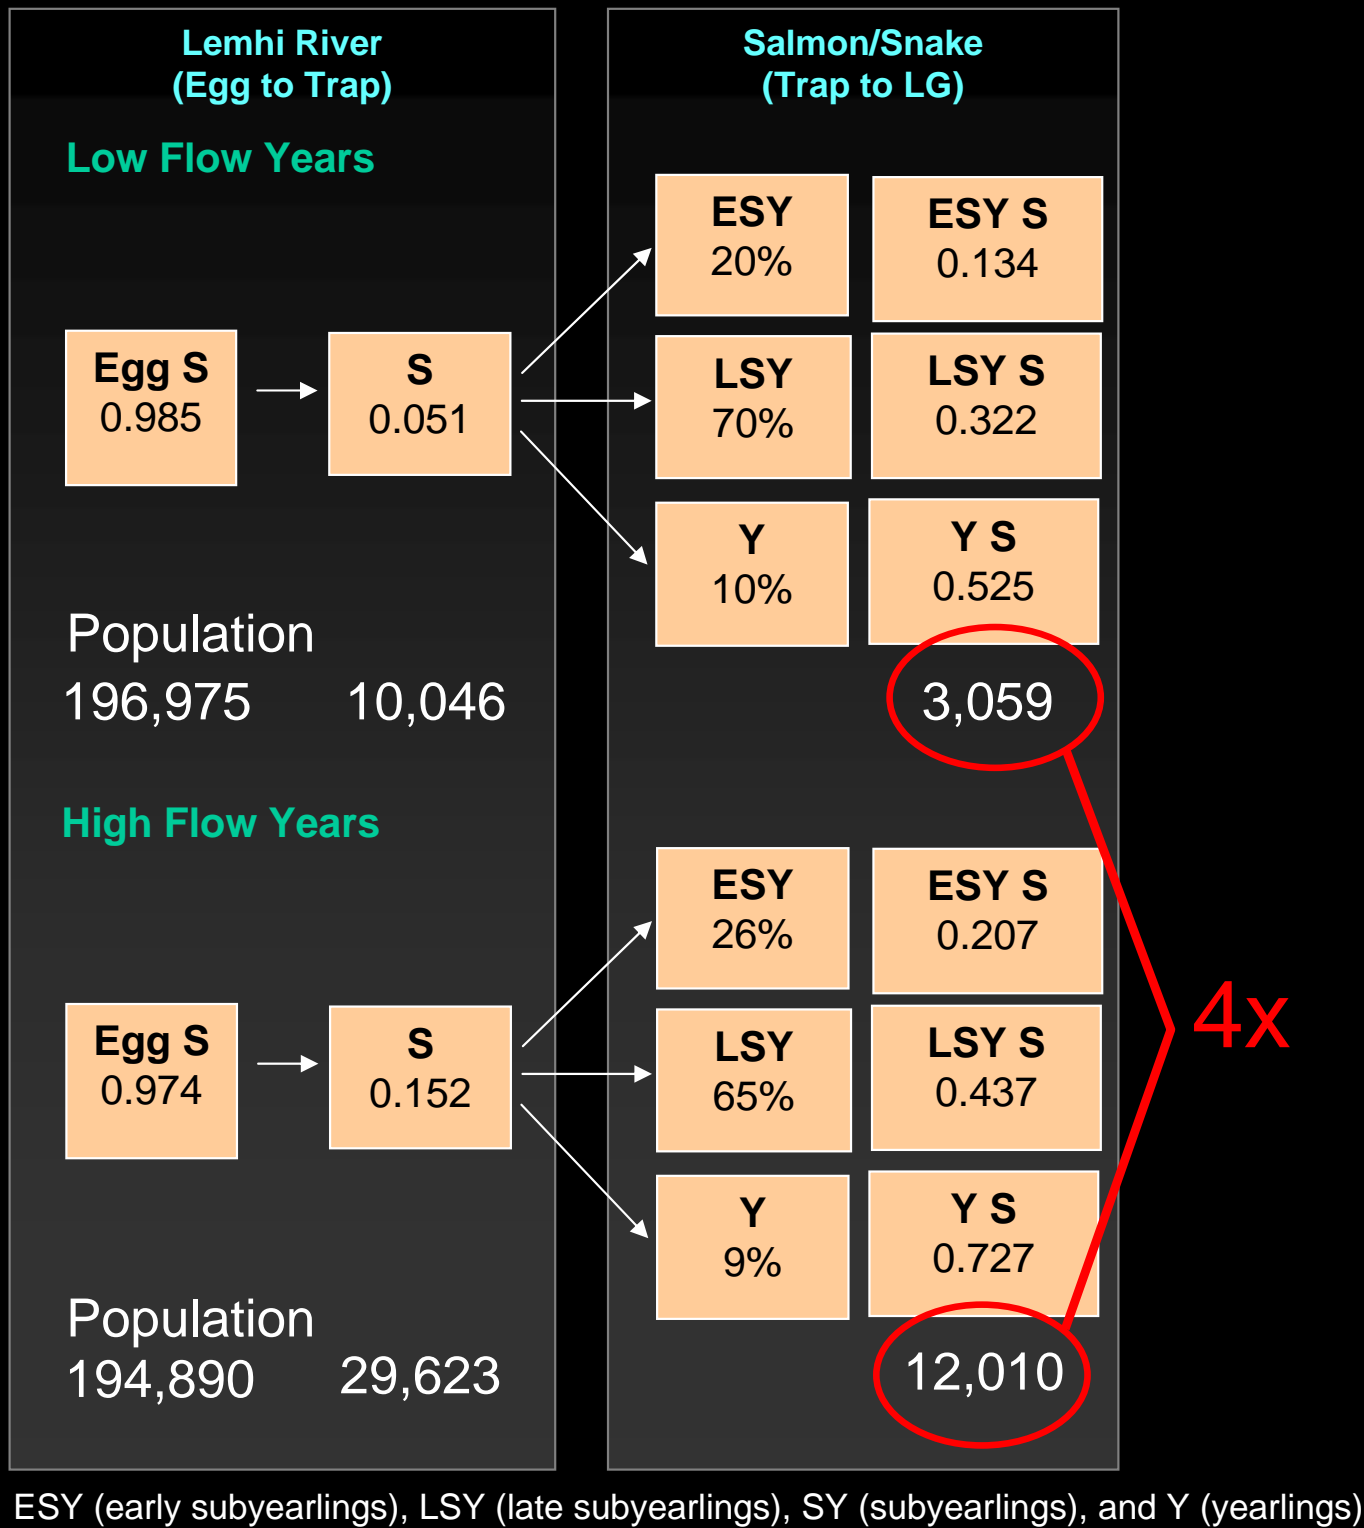 Lemhi River
(Egg to Trap)
Salmon/Snake
(Trap to LG)
Low Flow Years
Egg S
0.985
S
0.051
ESY
20%
ESY S
0.134
LSY
70%
LSY S
0.322
Y
10%
Y S
0.525
Population
196,975
10,046
3,059
High Flow Years
Egg S
0.974
S
0.152
ESY
26%
ESY S
0.207
LSY
65%
LSY S
0.437
Y
9%
Y S
0.727
4x
Population
194,890
29,623
12,010
ESY (early subyearlings), LSY (late subyearlings), SY (subyearlings), and Y (yearlings)